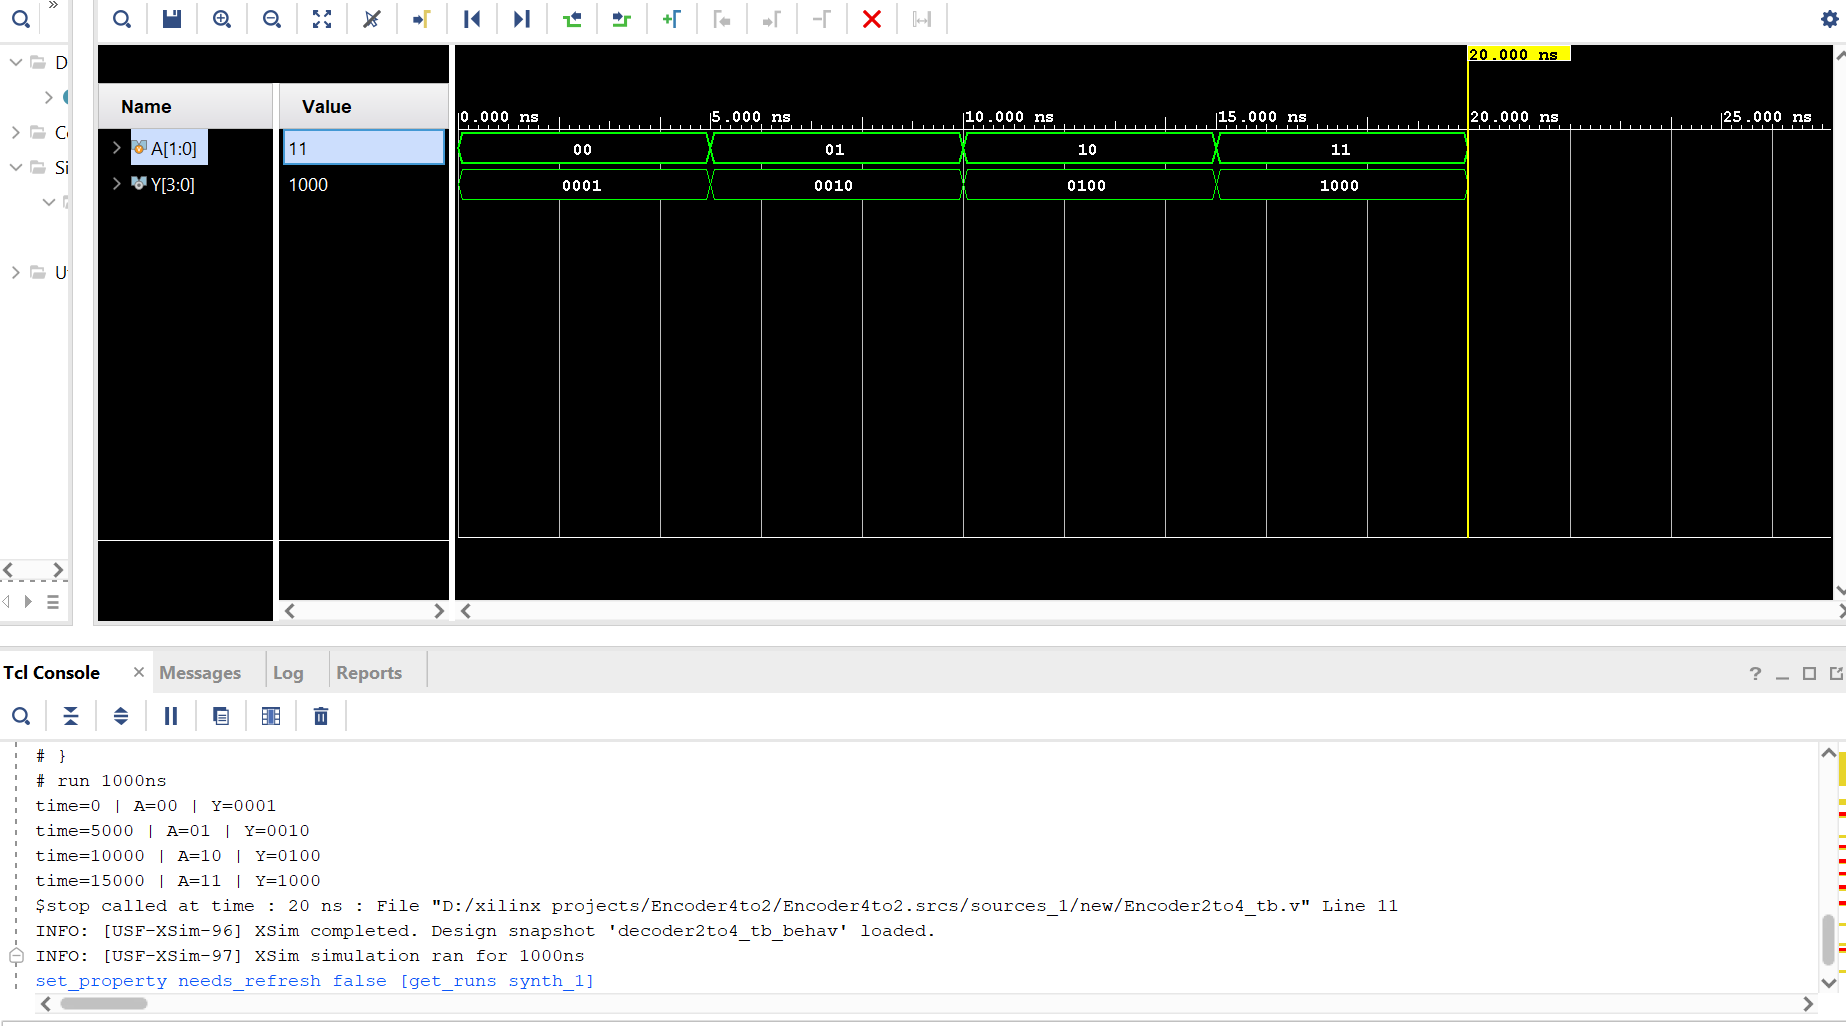 »
D
Co
Si
U
Name
Value
A[1:0]
11
Y[3:0]
1000
20.000 ns
0.000 ns 5.000 ns 10.000 ns 15.000 ns 20.000 ns 25.000 ns
00 01 10 11
0001 0010 0100 1000
Tcl Console × Messages Log Reports
?
# }
# run 1000ns
time=0 | A=00 | Y=0001
time=5000 | A=01 | Y=0010
time=10000 | A=10 | Y=0100
time=15000 | A=11 | Y=1000
$stop called at time : 20 ns : File "D:/xilinx projects/Encoder4to2/Encoder4to2.srcs/sources_1/new/Encoder2to4_tb.v" Line 11
INFO: [USF-XSim-96] XSim completed. Design snapshot 'decoder2to4_tb_behav' loaded.
INFO: [USF-XSim-97] XSim simulation ran for 1000ns
set_property needs_refresh false [get_runs synth_1]